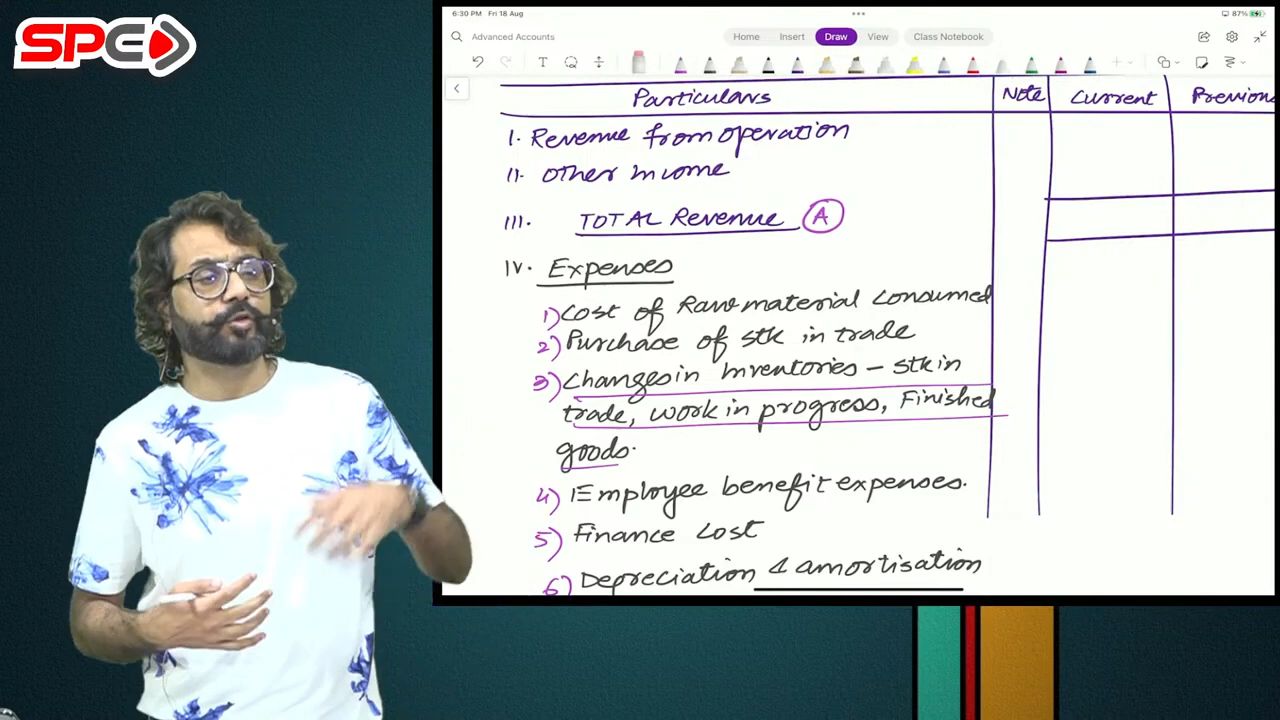 SPE
6:30 PM Fri 18 Aug
87%
Advanced Accounts
Home Insert Draw View Class Notebook
Particulars Note Current Previous
I. Revenue from operation
II. Other Income
III. TOTAL Revenue A
IV. Expenses
1) Cost of Raw material Consumed
2) Purchase of stk in trade
3) Changes in Inventories - stk in
trade, work in progress, Finished
goods.
4) Employee benefit expenses.
5) Finance Cost
6) Depreciation & amortisation